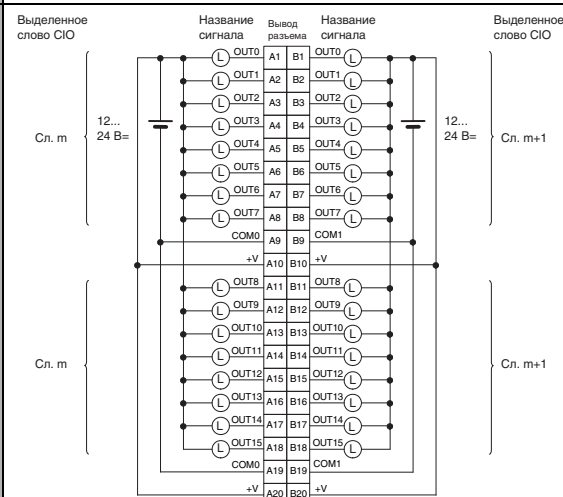 Выделенное
слово CIO
Название
сигнала
Вывод
разъема
Название
сигнала
Выделенное
слово CIO
OUT0 A1 B1 OUT0
L L
OUT1 A2 B2 OUT1
L L
OUT2 A3 B3 OUT2
L L
12...
24 В=
OUT3 A4 B4 OUT3
L L
12...
24 В=
Сл. m
Сл. m+1
OUT4 A5 B5 OUT4
L L
OUT5 A6 B6 OUT5
L L
OUT6 A7 B7 OUT6
L L
OUT7 A8 B8 OUT7
L L
COM0 A9 B9 COM1
+V A10 B10 +V
OUT8 A11 B11 OUT8
L L
OUT9 A12 B12 OUT9
L L
OUT10 A13 B13 OUT10
L L
Сл. m
OUT11 A14 B14 OUT11
L L
Сл. m+1
OUT12 A15 B15 OUT12
L L
OUT13 A16 B16 OUT13
L L
OUT14 A17 B17 OUT14
L L
OUT15 A18 B18 OUT15
L L
COM0 A19 B19 COM1
+V A20 B20 +V